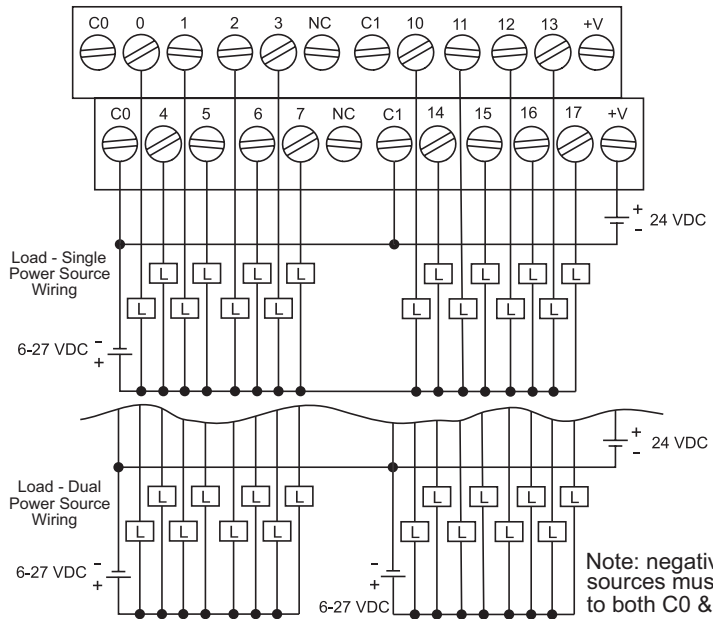 C0 0 1 2 3 NC C1 10 11 12 13 +V
C0 4 5 6 7 NC C1 14 15 16 17 +V
+
- 24 VDC
Load - Single
Power Source
Wiring
L L L L L L L L
L L L L L L L L
6-27 VDC -
+
+
- 24 VDC
Load - Dual
Power Source
Wiring
L L L L L L L L
L L L L L L L L
6-27 VDC -
+
-
+
6-27 VDC
Note: negativ
sources mus
to both C0 &